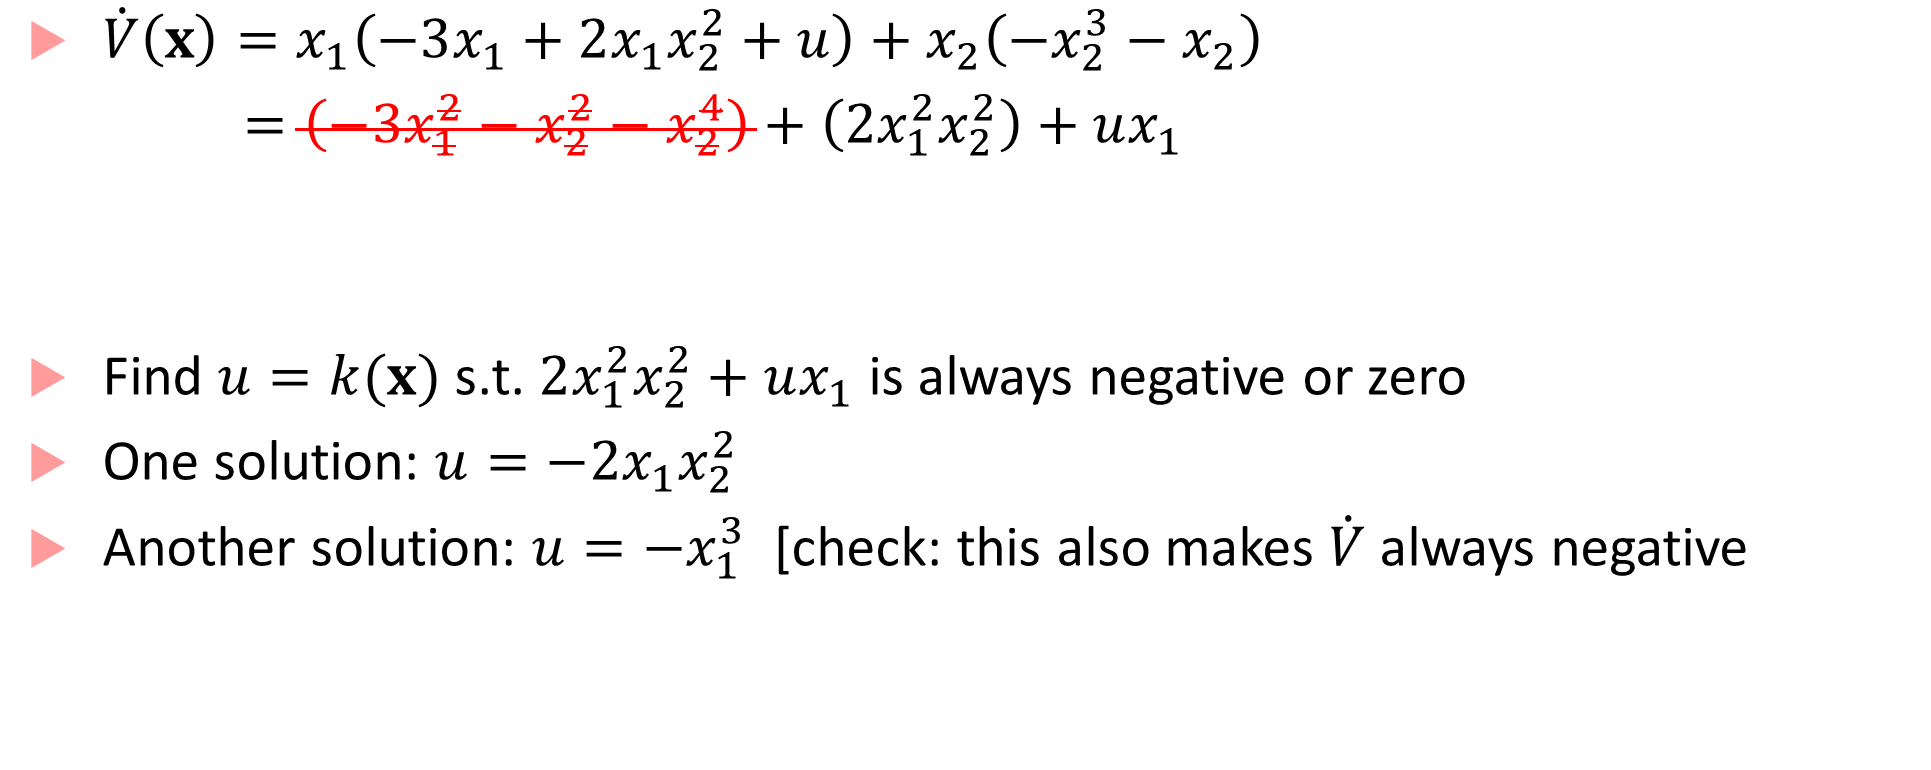 ▶ V̇(𝐱) = x₁(−3x₁ + 2x₁x₂² + u) + x₂(−x₂³ − x₂)
= (−3x₁² − x₂² − x₂⁴) + (2x₁²x₂²) + ux₁
▶ Find u = k(𝐱) s.t. 2x₁²x₂² + ux₁ is always negative or zero
▶ One solution: u = −2x₁x₂²
▶ Another solution: u = −x₁³ [check: this also makes V̇ always negative